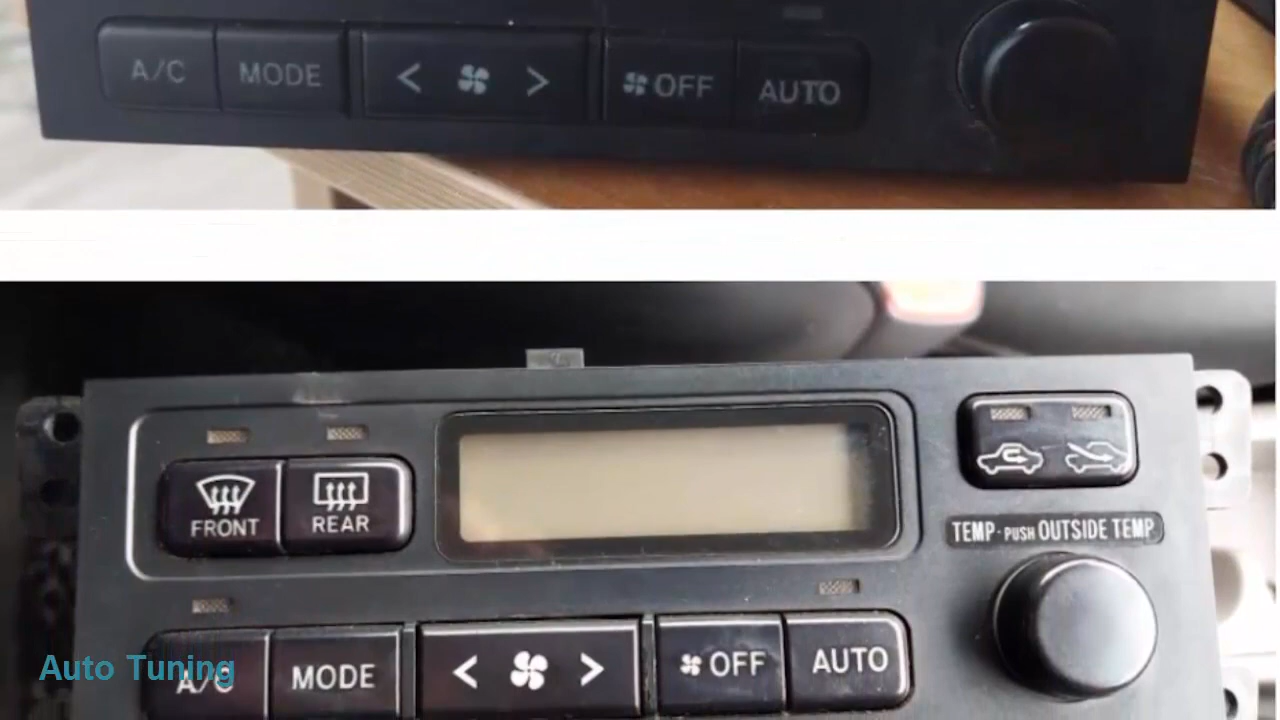 A/C MODE < > OFF AUTO
FRONT REAR
TEMP·PUSH OUTSIDE TEMP
A/C MODE < > OFF AUTO
Auto Tuning